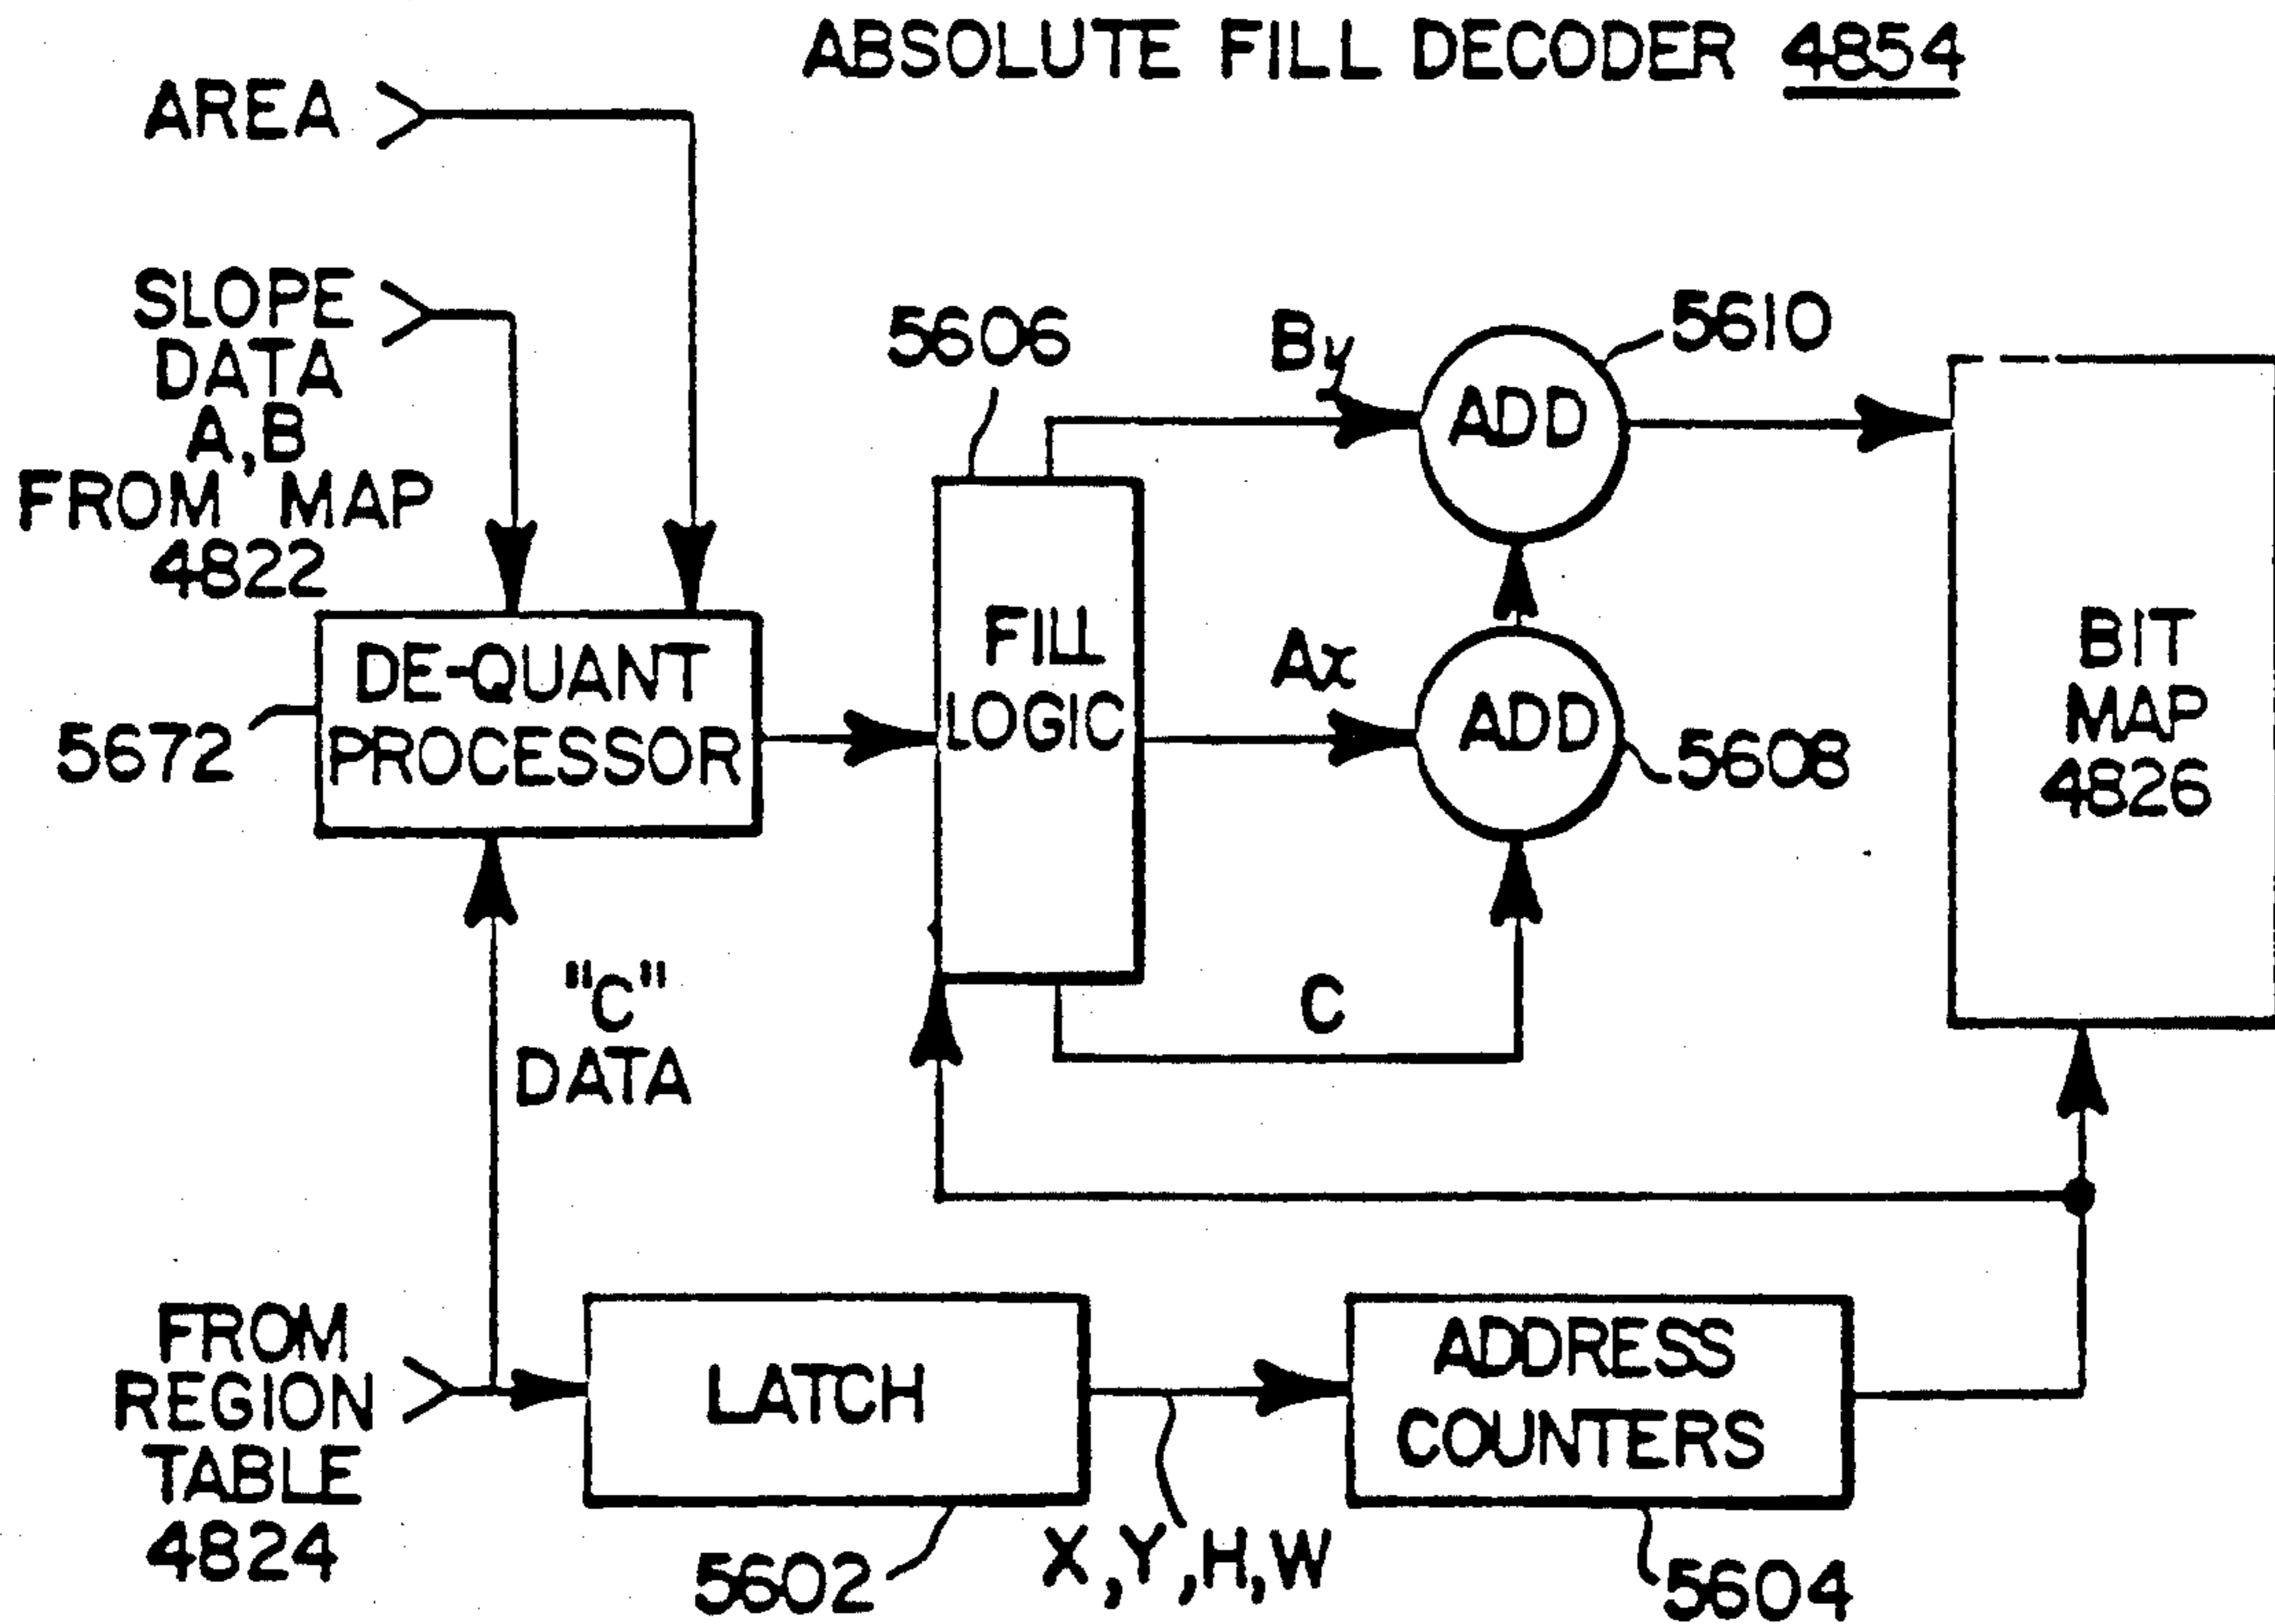 ABSOLUTE FILL DECODER 4854
AREA
SLOPE
DATA
A,B
FROM MAP
4822
5606
By
5610
ADD
DE-QUANT
PROCESSOR
5672
FILL
LOGIC
Ax
ADD
5608
BIT
MAP
4826
"C"
DATA
C
FROM
REGION
TABLE
4824
LATCH
5602
X,Y,H,W
ADDRESS
COUNTERS
5604